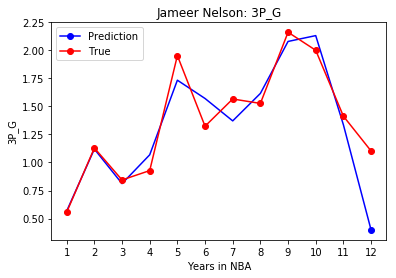 Jameer Nelson: 3P_G
Prediction
True
3P_G
2.25
2.00
1.75
1.50
1.25
1.00
0.75
0.50
1 2 3 4 5 6 7 8 9 10 11 12
Years in NBA